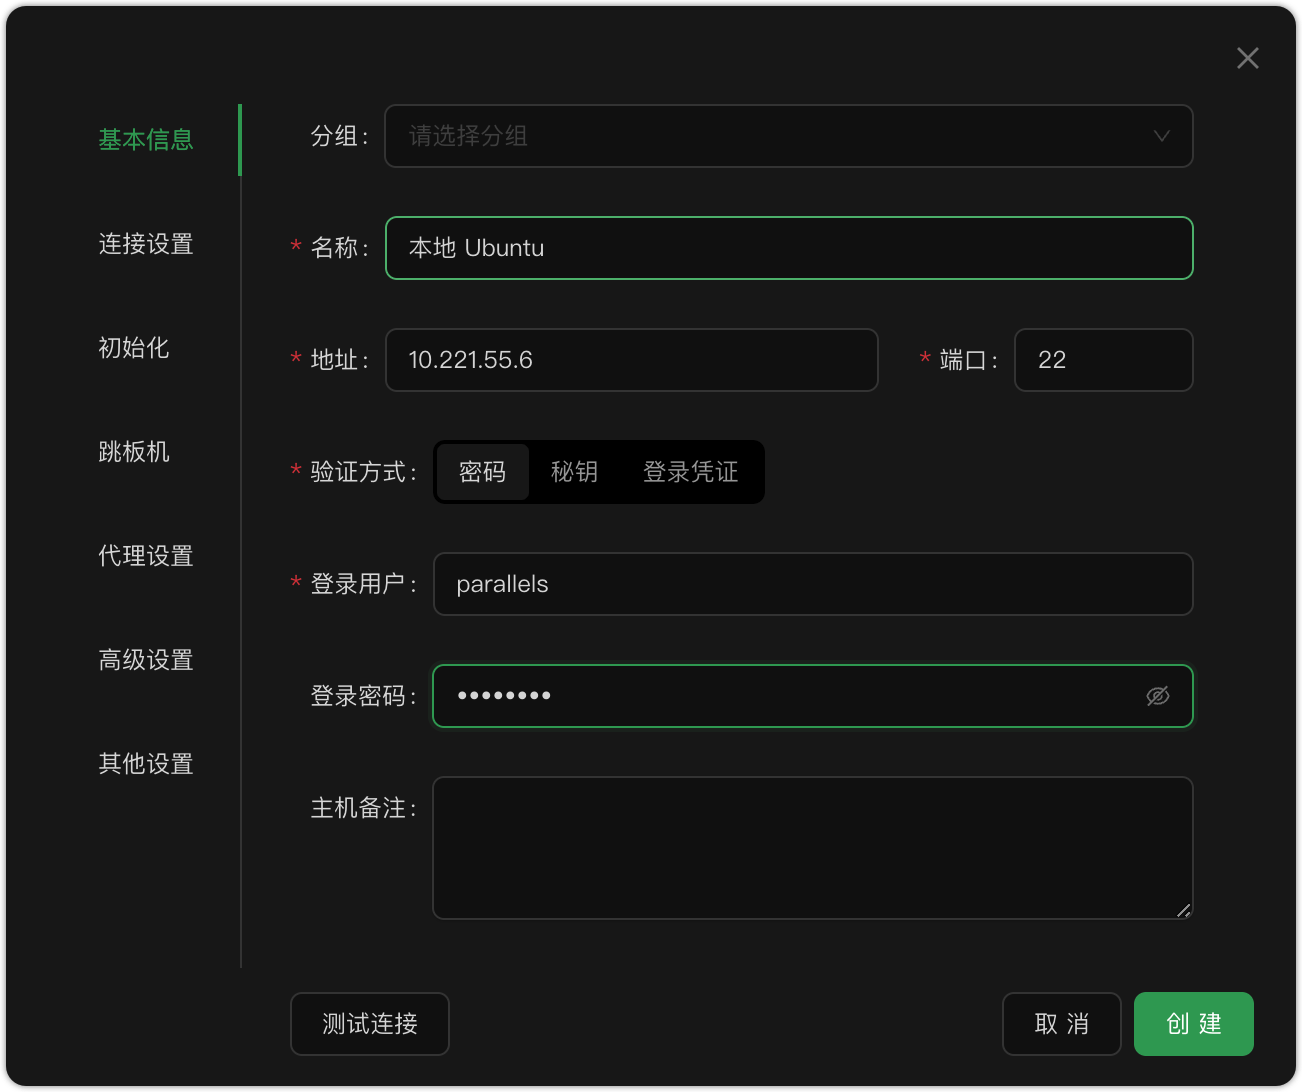 基本信息
连接设置
初始化
跳板机
代理设置
高级设置
其他设置
分组: 请选择分组
* 名称: 本地 Ubuntu
* 地址: 10.221.55.6 * 端口: 22
* 验证方式: 密码 秘钥 登录凭证
* 登录用户: parallels
登录密码: ••••••••
主机备注:
测试连接 取 消 创 建